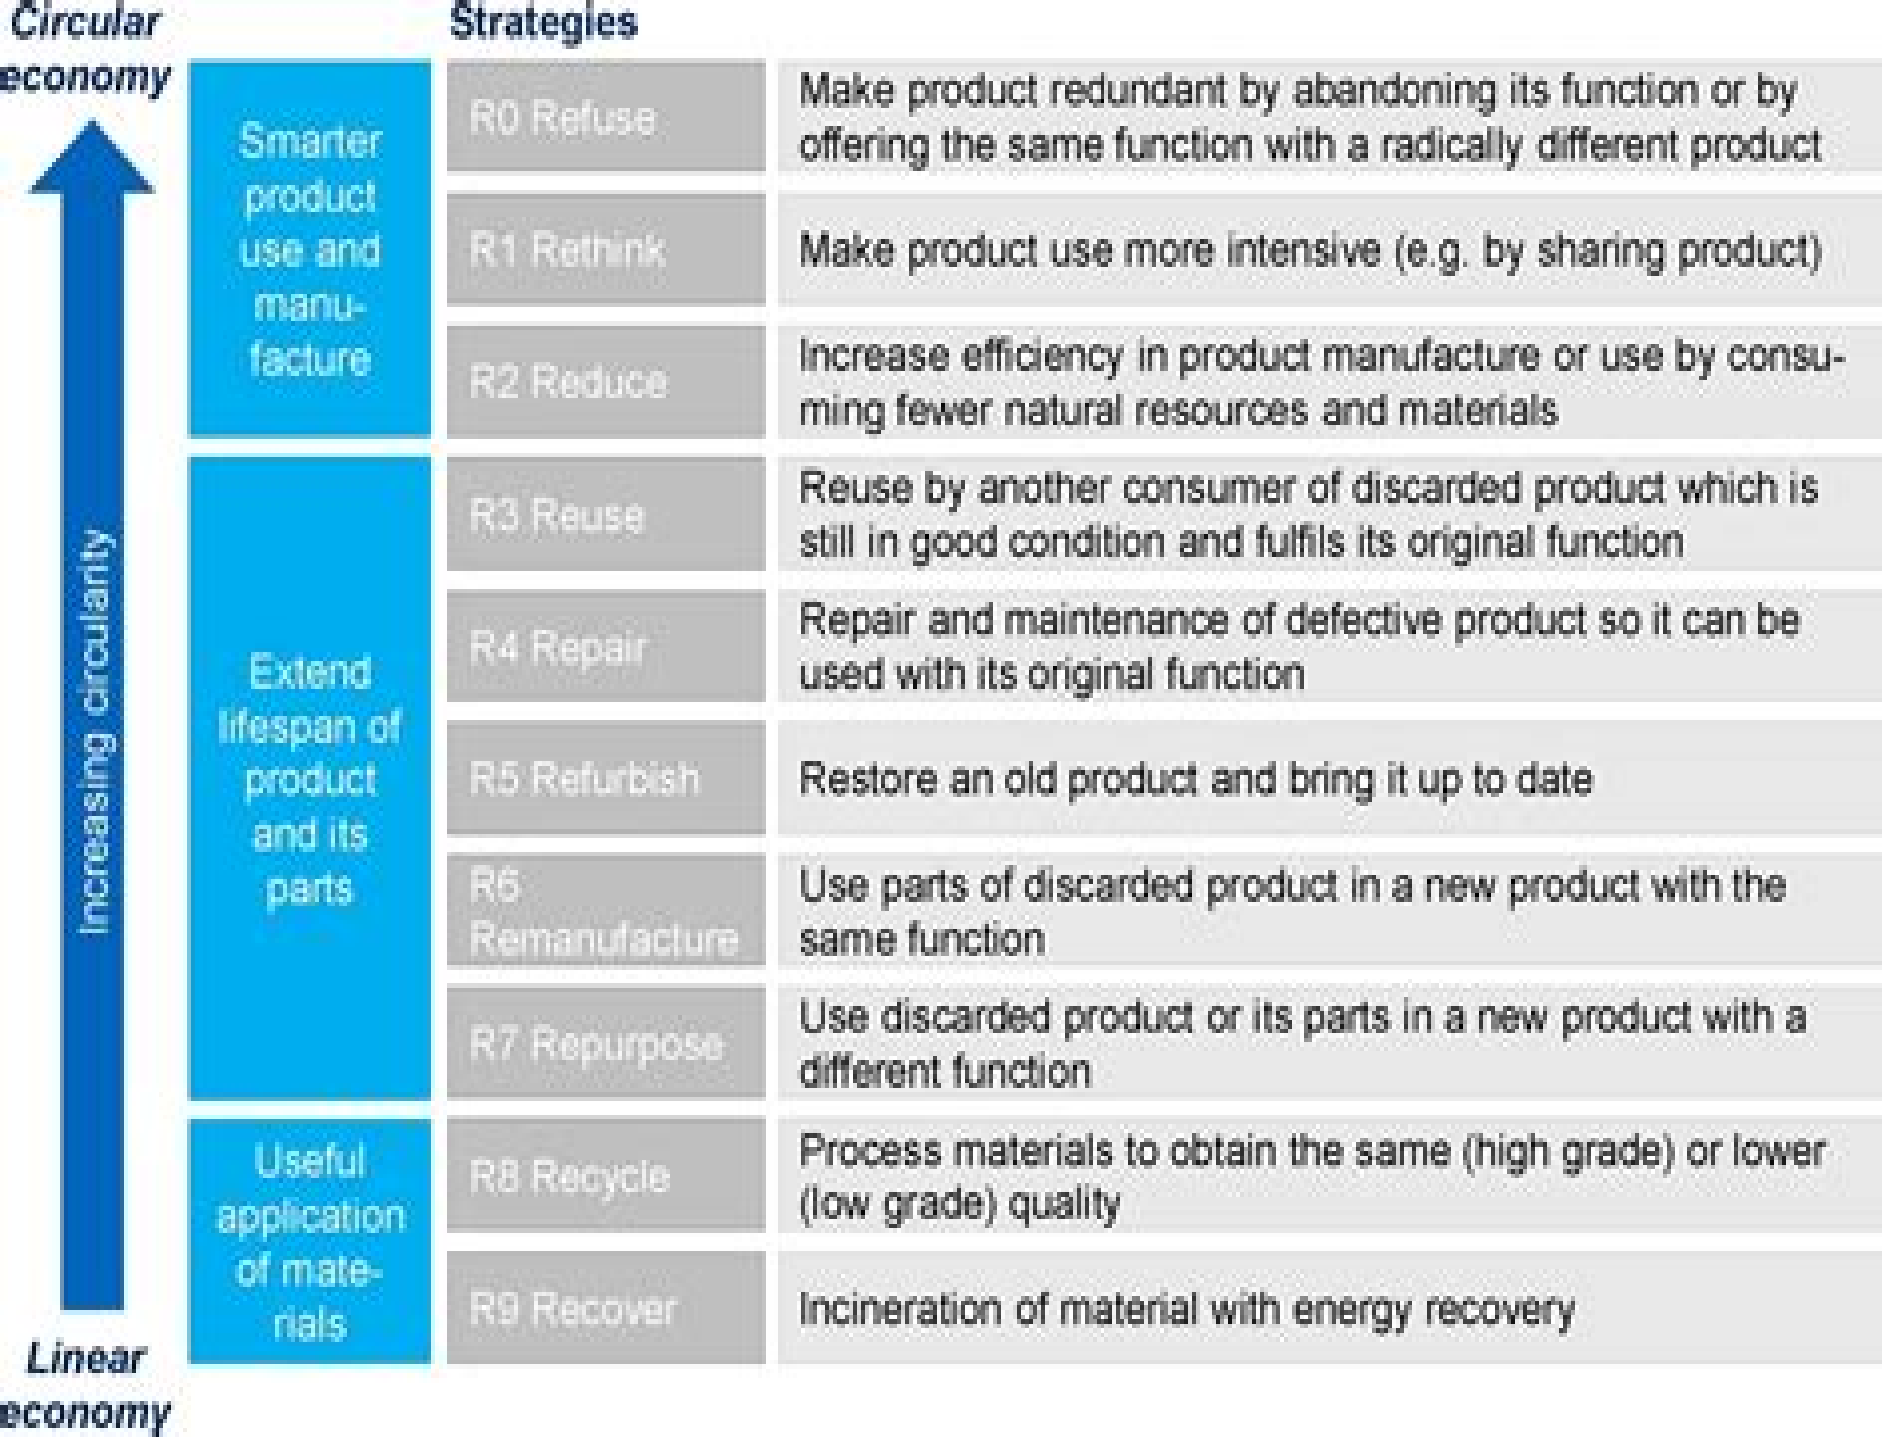 Circular
economy
Strategies
Smarter
product
use and
manu-
facture
R0 Refuse
Make product redundant by abandoning its function or by
offering the same function with a radically different product
R1 Rethink
Make product use more intensive (e.g. by sharing product)
R2 Reduce
Increase efficiency in product manufacture or use by consu-
ming fewer natural resources and materials
Extend
lifespan of
product
and its
parts
R3 Reuse
Reuse by another consumer of discarded product which is
still in good condition and fulfils its original function
R4 Repair
Repair and maintenance of defective product so it can be
used with its original function
R5 Refurbish
Restore an old product and bring it up to date
R6
Remanufacture
Use parts of discarded product in a new product with the
same function
R7 Repurpose
Use discarded product or its parts in a new product with a
different function
Useful
application
of mate-
rials
R8 Recycle
Process materials to obtain the same (high grade) or lower
(low grade) quality
R9 Recover
Incineration of material with energy recovery
Increasing circularity
Linear
economy